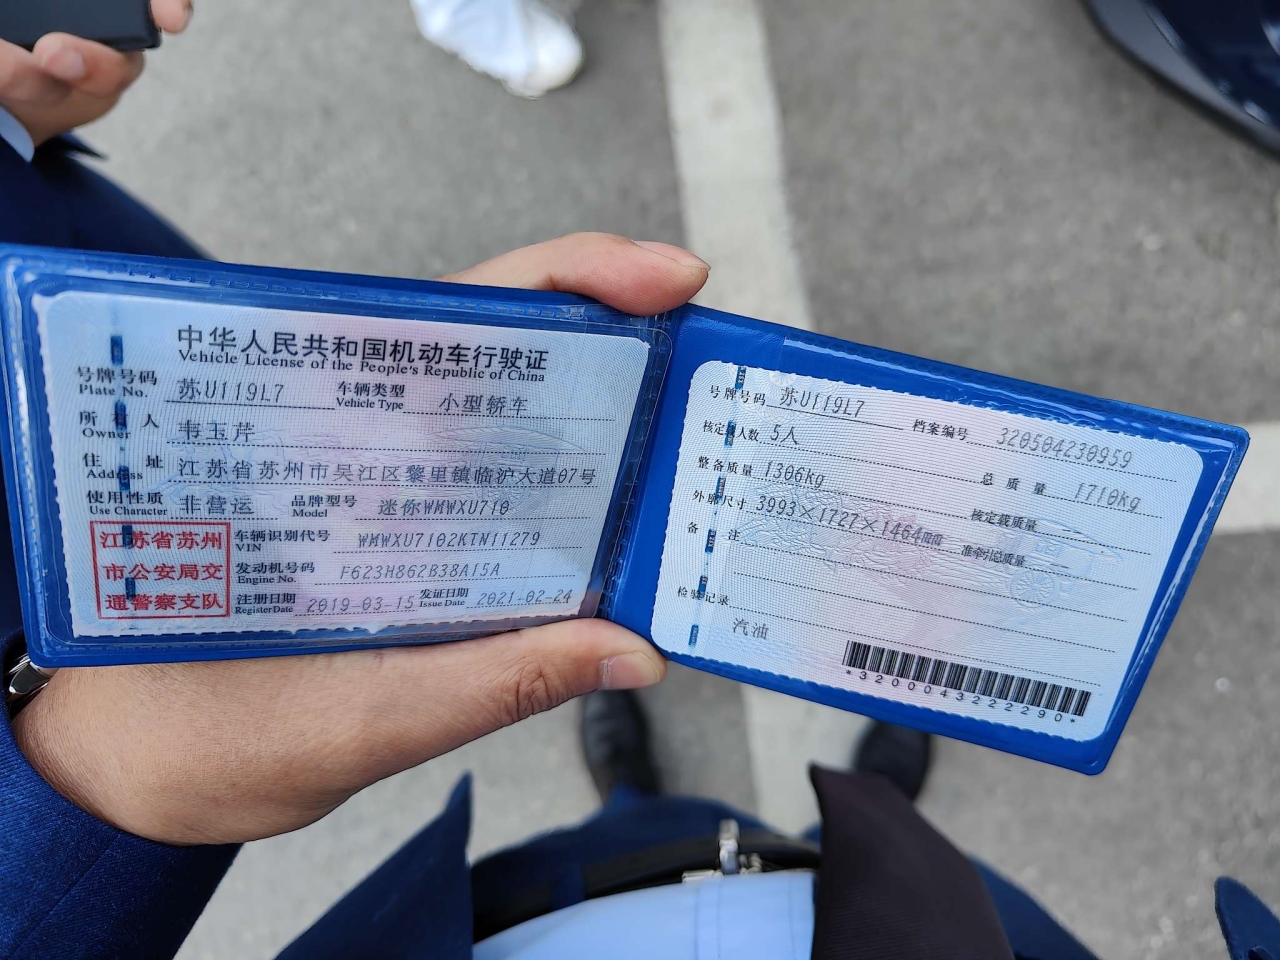 中华人民共和国机动车行驶证
Vehicle License of the People's Republic of China
号牌号码 苏U119L7 车辆类型 小型轿车
Plate No. Vehicle Type
所有人 韦玉芹
Owner
住址 江苏省苏州市吴江区黎里镇临沪大道07号
Address
使用性质 非营运 品牌型号 迷你WMWXU710
Use Character Model
江苏省苏州
市公安局交
通警察支队
车辆识别代号 WMWXU7102KTN11279
VIN
发动机号码 F623H862B38A15A
Engine No.
注册日期 2019-03-15 发证日期 2021-02-24
Register Date Issue Date
号牌号码 苏U119L7 档案编号 320504230959
核定载人数 5人 总质量 1710Kg
整备质量 1306Kg 核定载质量
外廓尺寸 3993×1727×1464mm 准牵引总质量
备注
检验记录
汽油
*3200043222290*